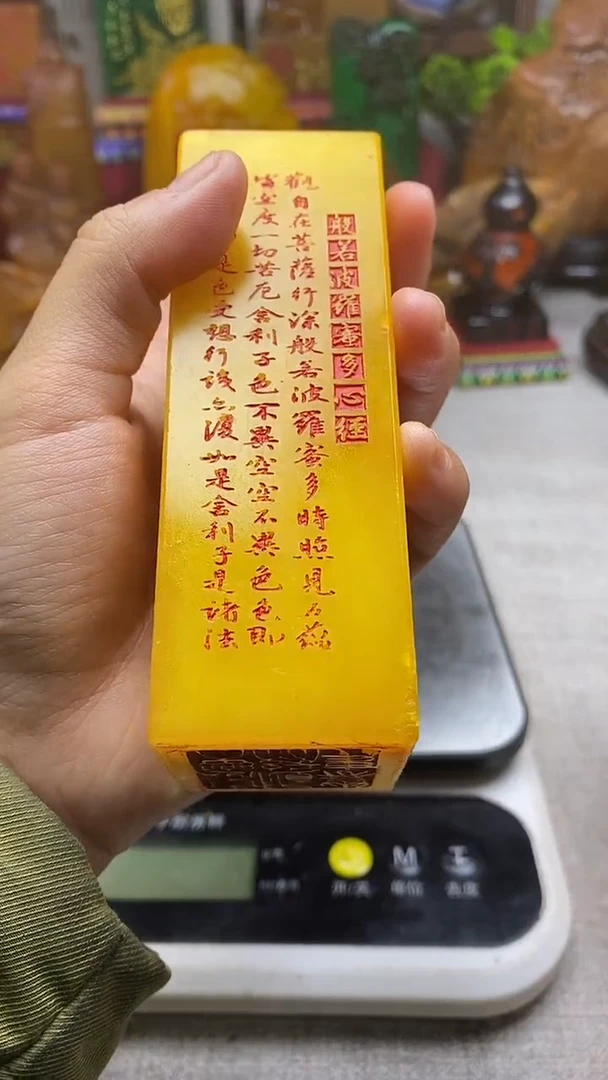 般若波羅蜜多心經
觀自在菩薩行深般若波羅蜜多時照見五蘊
皆空度一切苦厄舍利子色不異空空不異色色即
是色受想行識亦復如是舍利子是諸法
M